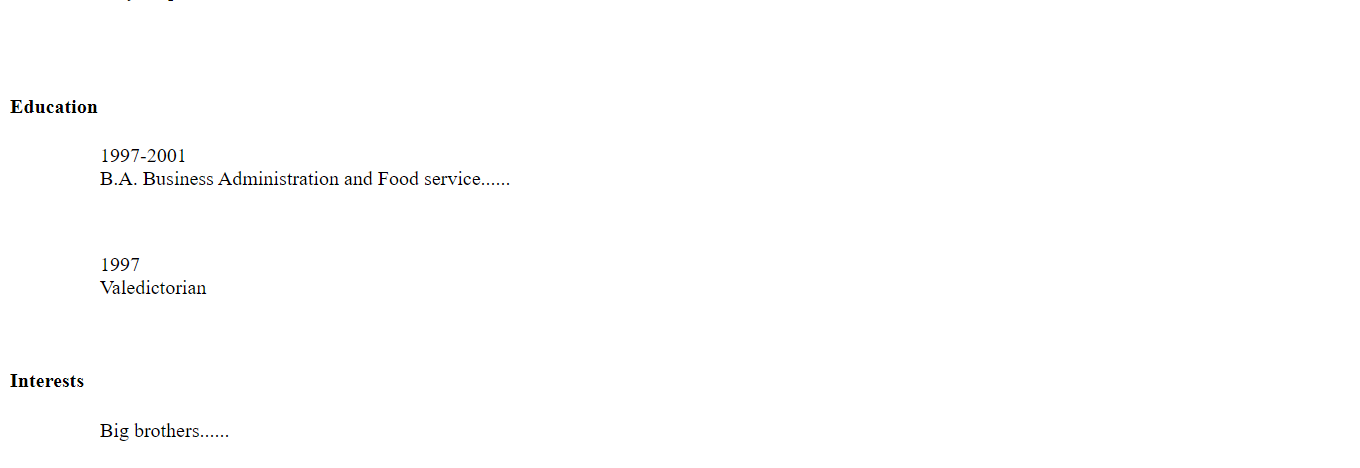 Education
1997-2001
B.A. Business Administration and Food service......
1997
Valedictorian
Interests
Big brothers......